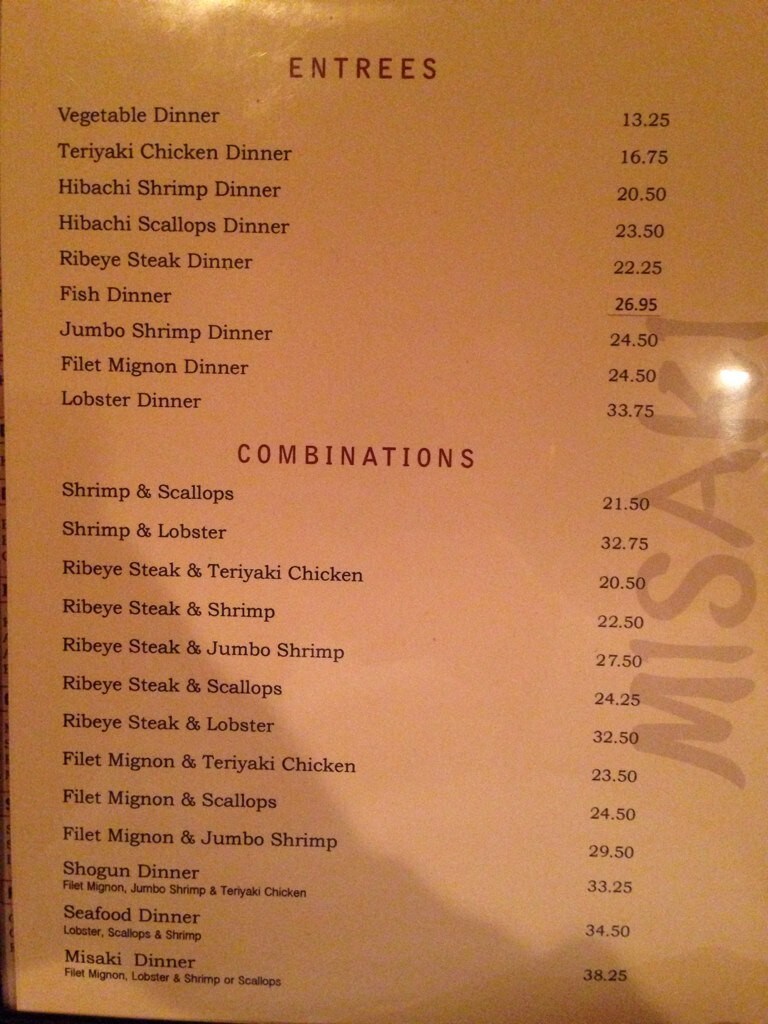 ENTREES
Vegetable Dinner 13.25
Teriyaki Chicken Dinner 16.75
Hibachi Shrimp Dinner 20.50
Hibachi Scallops Dinner 23.50
Ribeye Steak Dinner 22.25
Fish Dinner 26.95
Jumbo Shrimp Dinner 24.50
Filet Mignon Dinner 24.50
Lobster Dinner 33.75
COMBINATIONS
Shrimp & Scallops 21.50
Shrimp & Lobster 32.75
Ribeye Steak & Teriyaki Chicken 20.50
Ribeye Steak & Shrimp 22.50
Ribeye Steak & Jumbo Shrimp 27.50
Ribeye Steak & Scallops 24.25
Ribeye Steak & Lobster 32.50
Filet Mignon & Teriyaki Chicken 23.50
Filet Mignon & Scallops 24.50
Filet Mignon & Jumbo Shrimp 29.50
Shogun Dinner 33.25
Filet Mignon, Jumbo Shrimp & Teriyaki Chicken
Seafood Dinner 34.50
Lobster, Scallops & Shrimp
Misaki Dinner 38.25
Filet Mignon, Lobster & Shrimp or Scallops
MISAKI